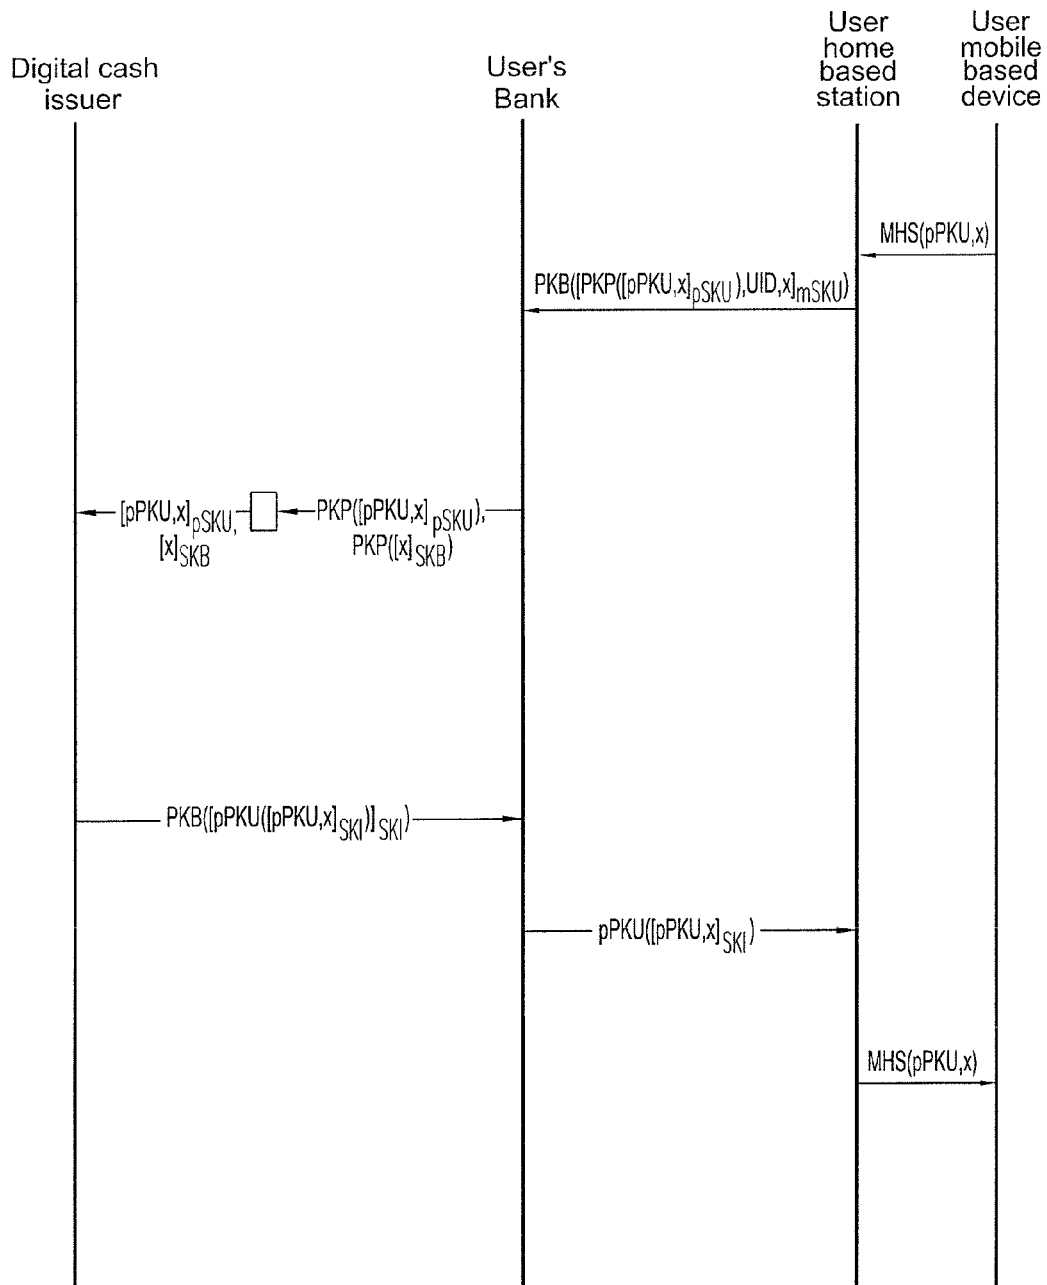 Digital cash
issuer
User's
Bank
User
home
based
station
User
mobile
based
device
MHS(pPKU,x)
PKB([PKP([pPKU,x]pSKU),UID,x]mSKU)
[pPKU,x]pSKU,
[x]SKB
PKP([pPKU,x]pSKU),
PKP([x]SKB)
PKB([pPKU([pPKU,x]SKI)]SKI)
pPKU([pPKU,x]SKI)
MHS(pPKU,x)